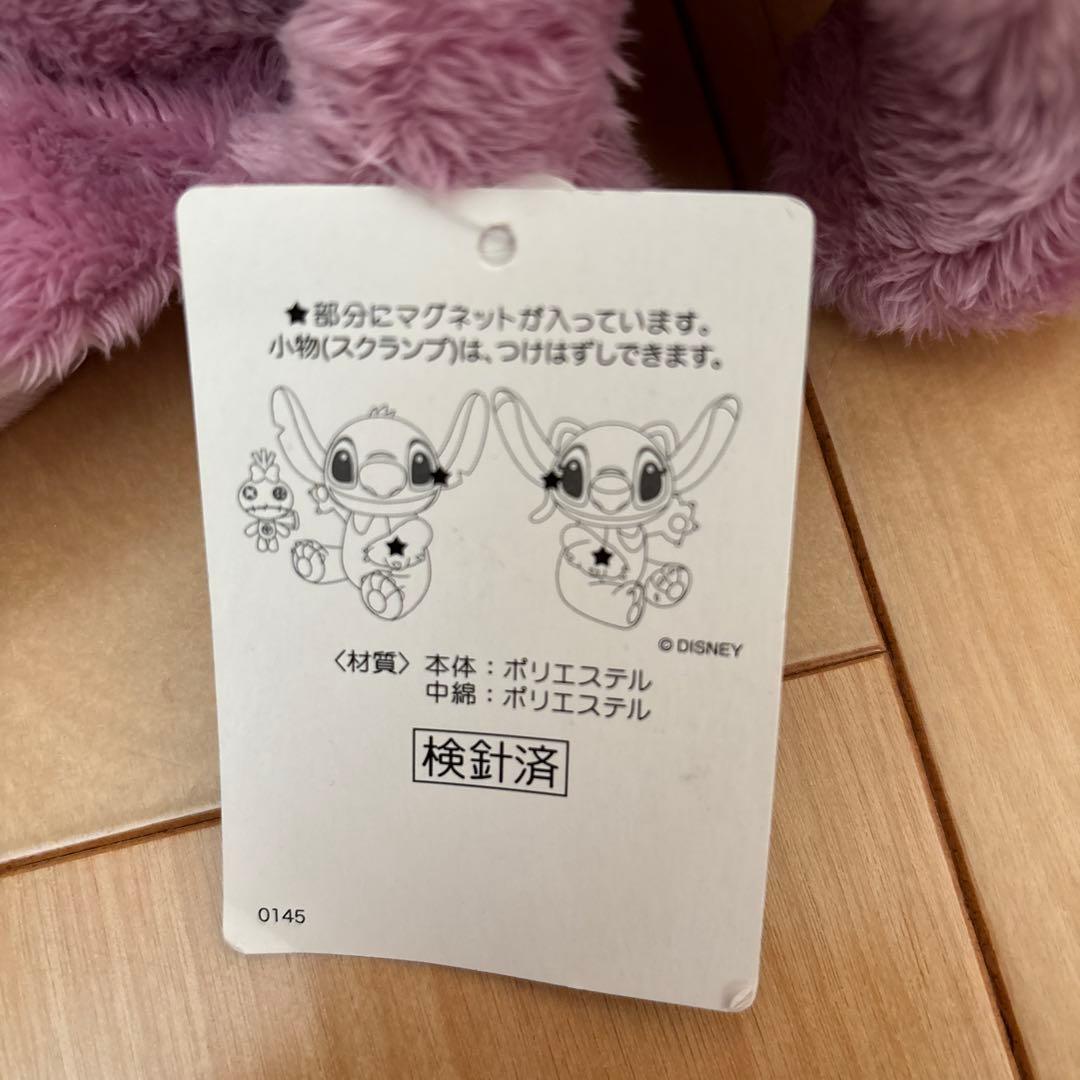 ★部分にマグネットが入っています。
小物(スクランプ)は、つけはずしできます。
© DISNEY
〈材質〉本体：ポリエステル
中綿：ポリエステル
検針済
0145